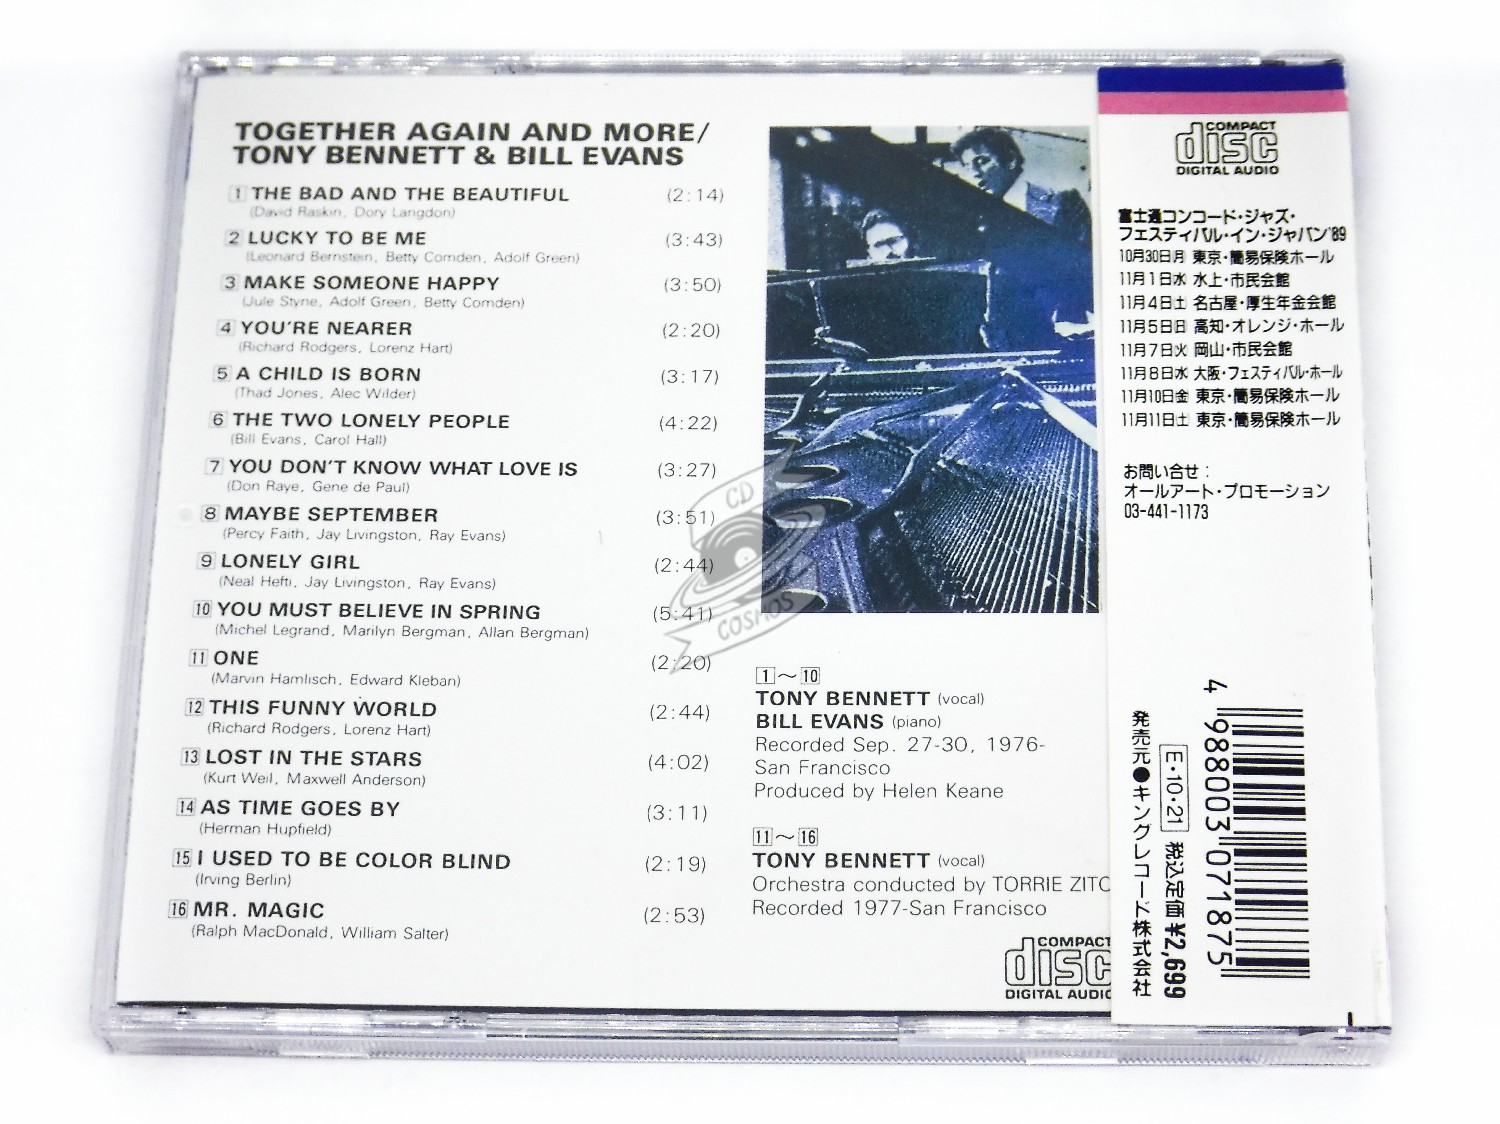 TOGETHER AGAIN AND MORE/
TONY BENNETT & BILL EVANS
1 THE BAD AND THE BEAUTIFUL (2:14)
(David Raskin, Dory Langdon)
2 LUCKY TO BE ME (3:43)
(Leonard Bernstein, Betty Comden, Adolf Green)
3 MAKE SOMEONE HAPPY (3:50)
(Jule Styne, Adolf Green, Betty Comden)
4 YOU'RE NEARER (2:20)
(Richard Rodgers, Lorenz Hart)
5 A CHILD IS BORN (3:17)
(Thad Jones, Alec Wilder)
6 THE TWO LONELY PEOPLE (4:22)
(Bill Evans, Carol Hall)
7 YOU DON'T KNOW WHAT LOVE IS (3:27)
(Don Raye, Gene de Paul)
8 MAYBE SEPTEMBER (3:51)
(Percy Faith, Jay Livingston, Ray Evans)
9 LONELY GIRL (2:44)
(Neal Hefti, Jay Livingston, Ray Evans)
10 YOU MUST BELIEVE IN SPRING (5:41)
(Michel Legrand, Marilyn Bergman, Allan Bergman)
11 ONE (2:20)
(Marvin Hamlisch, Edward Kleban)
12 THIS FUNNY WORLD (2:44)
(Richard Rodgers, Lorenz Hart)
13 LOST IN THE STARS (4:02)
(Kurt Weil, Maxwell Anderson)
14 AS TIME GOES BY (3:11)
(Herman Hupfield)
15 I USED TO BE COLOR BLIND (2:19)
(Irving Berlin)
16 MR. MAGIC (2:53)
(Ralph MacDonald, William Salter)
CD
COSMOS
1~10
TONY BENNETT (vocal)
BILL EVANS (piano)
Recorded Sep. 27-30, 1976-
San Francisco
Produced by Helen Keane
11~16
TONY BENNETT (vocal)
Orchestra conducted by TORRIE ZITO
Recorded 1977-San Francisco
COMPACT
disc
DIGITAL AUDIO
COMPACT
disc
DIGITAL AUDIO
富士通コンコード・ジャズ・
フェスティバル・イン・ジャパン'89
10月30日月 東京・簡易保険ホール
11月1日水 水上・市民会館
11月4日土 名古屋・厚生年金会館
11月5日日 高知・オレンジ・ホール
11月7日火 岡山・市民会館
11月8日水 大阪・フェスティバル・ホール
11月10日金 東京・簡易保険ホール
11月11日土 東京・簡易保険ホール
お問い合せ:
オールアート・プロモーション
03-441-1173
4 988003 071875
E・10・21 税込定価¥2,699
発売元●キングレコード株式会社